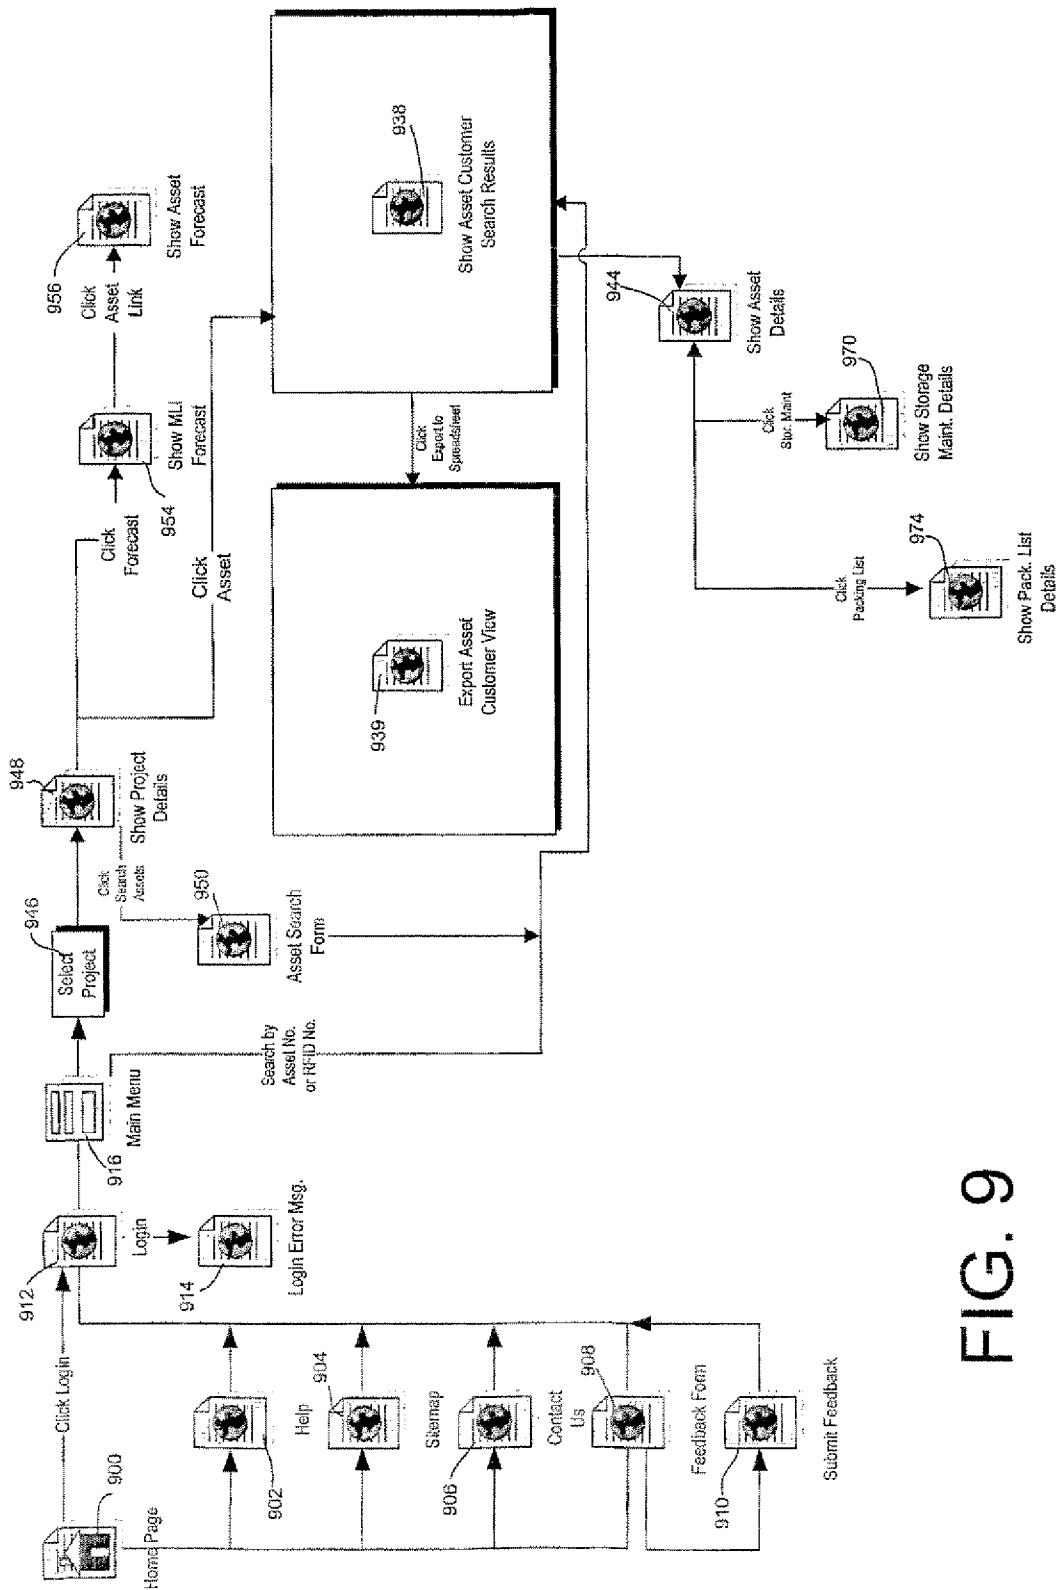 900
Home Page
Click Login
912
Login
914
Login Error Msg.
902
Help
904
Sitemap
906
Contact
Us
908
Feedback Form
910
Submit Feedback
916
Main Menu
946
Select
Project
Search by
Asset No.
or RFID No.
948
Show Project
Details
Click
Search
Assets
950
Asset Search
Form
Click
Forecast
954
Show MLI
Forecast
Click
Asset
Link
956
Show Asset
Forecast
Click
Asset
939
Export Asset
Customer View
Click
Export to
Spreadsheet
938
Show Asset Customer
Search Results
944
Show Asset
Details
Click
Stor. Maint
970
Show Storage
Maint. Details
Click
Packing List
974
Show Pack. List
Details
FIG. 9